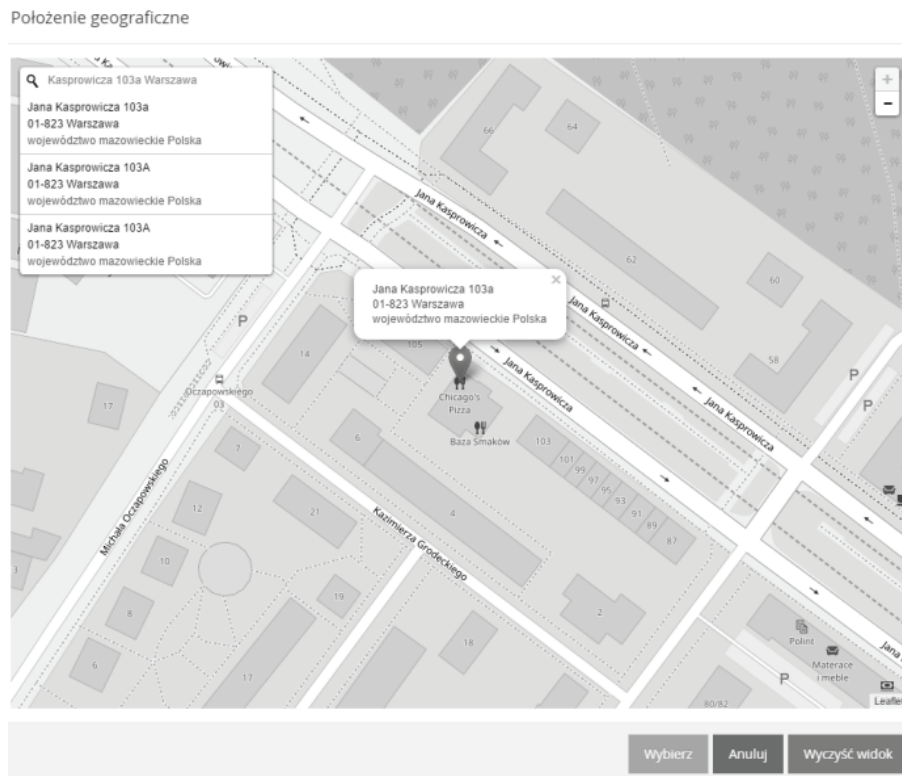 Położenie geograficzne
Kasprowicza 103a Warszawa
Jana Kasprowicza 103a
01-823 Warszawa
województwo mazowieckie Polska
Jana Kasprowicza 103A
01-823 Warszawa
województwo mazowieckie Polska
Jana Kasprowicza 103A
01-823 Warszawa
województwo mazowieckie Polska
+
-
66
64
Jana Kasprowicza
62
60
Jana Kasprowicza 103a
01-823 Warszawa
województwo mazowieckie Polska
×
Jana Kasprowicza
P
105
14
Jana Kasprowicza
58
P
P
Oczapowskiego
03
17
Chicago's
Pizza
Jana Kasprowicza
Baza Smaków
6
7
103
101
99
97
95
93
91
89
87
Michała Oczapowskiego
12
21
4
Kazimierza Grodeckiego
10
3
19
8
2
18
6
17
Polint
Materace
i meble
P
80/82
Jana
Leafle
Wybierz
Anuluj
Wyczyść widok